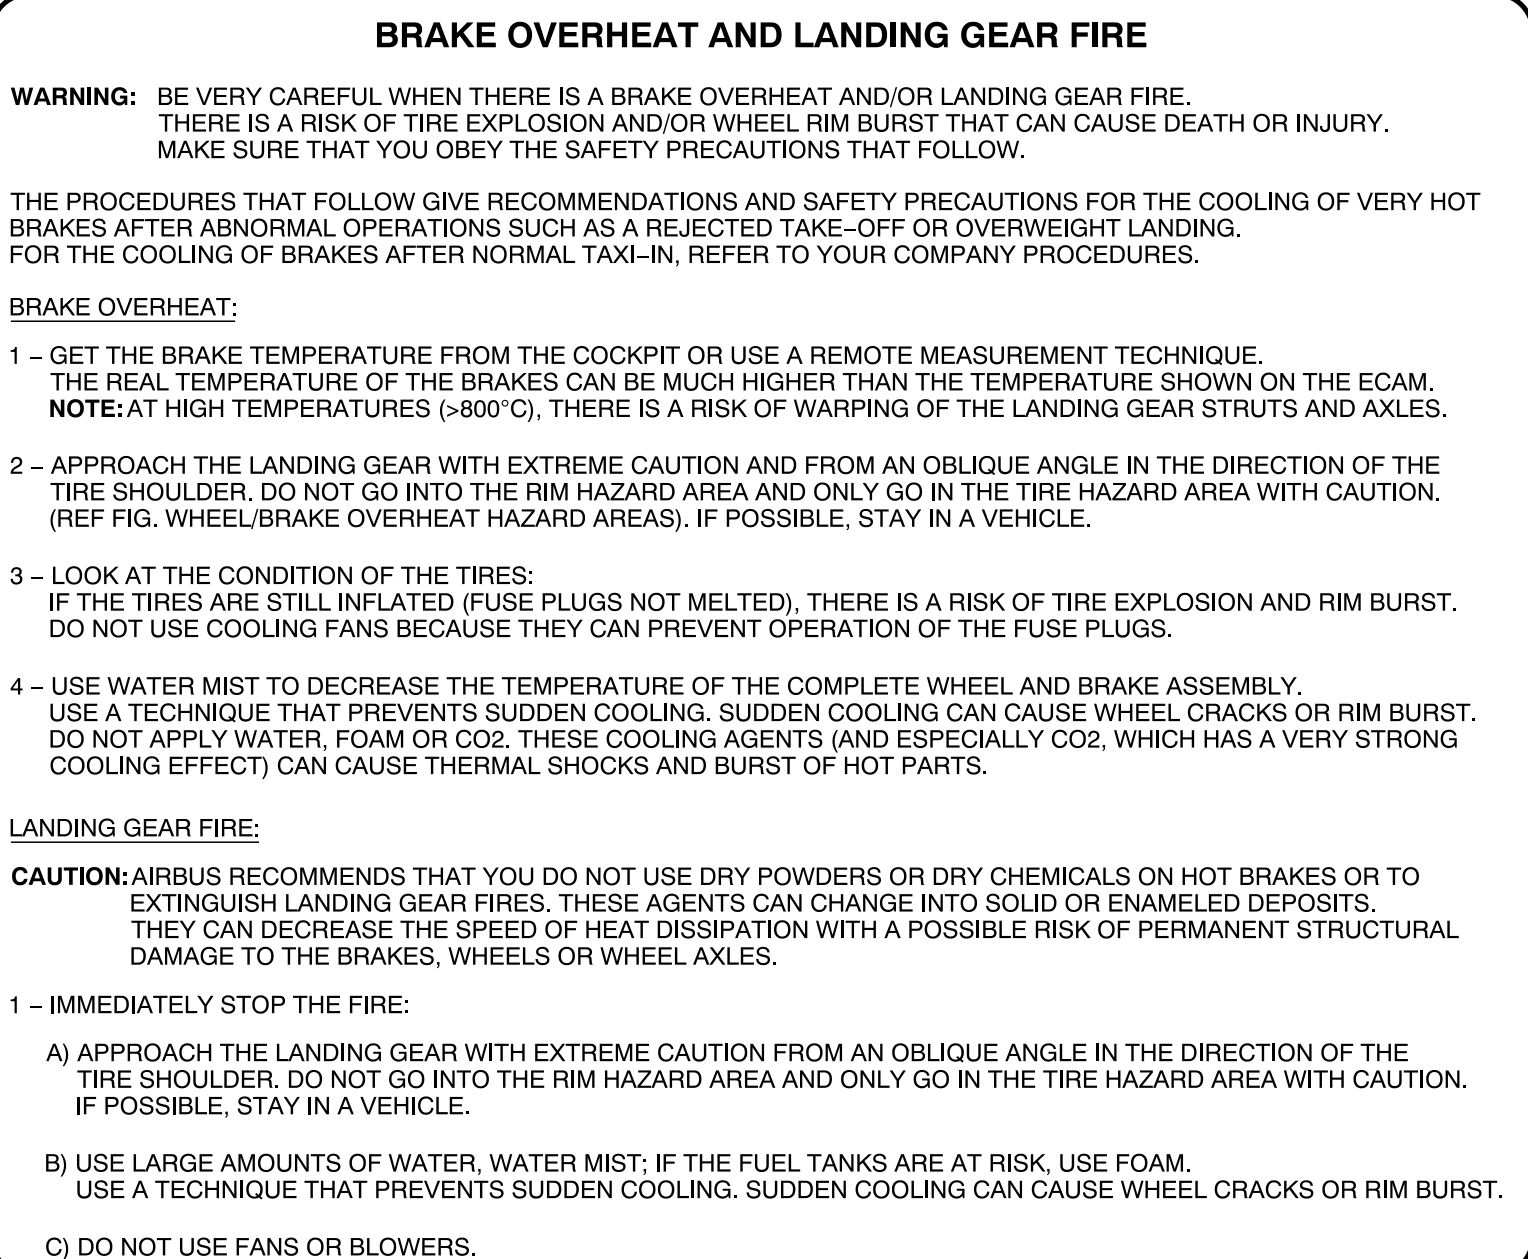 BRAKE OVERHEAT AND LANDING GEAR FIRE
WARNING: BE VERY CAREFUL WHEN THERE IS A BRAKE OVERHEAT AND/OR LANDING GEAR FIRE.
THERE IS A RISK OF TIRE EXPLOSION AND/OR WHEEL RIM BURST THAT CAN CAUSE DEATH OR INJURY.
MAKE SURE THAT YOU OBEY THE SAFETY PRECAUTIONS THAT FOLLOW.
THE PROCEDURES THAT FOLLOW GIVE RECOMMENDATIONS AND SAFETY PRECAUTIONS FOR THE COOLING OF VERY HOT
BRAKES AFTER ABNORMAL OPERATIONS SUCH AS A REJECTED TAKE–OFF OR OVERWEIGHT LANDING.
FOR THE COOLING OF BRAKES AFTER NORMAL TAXI–IN, REFER TO YOUR COMPANY PROCEDURES.
BRAKE OVERHEAT:
1 – GET THE BRAKE TEMPERATURE FROM THE COCKPIT OR USE A REMOTE MEASUREMENT TECHNIQUE.
THE REAL TEMPERATURE OF THE BRAKES CAN BE MUCH HIGHER THAN THE TEMPERATURE SHOWN ON THE ECAM.
NOTE: AT HIGH TEMPERATURES (>800°C), THERE IS A RISK OF WARPING OF THE LANDING GEAR STRUTS AND AXLES.
2 – APPROACH THE LANDING GEAR WITH EXTREME CAUTION AND FROM AN OBLIQUE ANGLE IN THE DIRECTION OF THE
TIRE SHOULDER. DO NOT GO INTO THE RIM HAZARD AREA AND ONLY GO IN THE TIRE HAZARD AREA WITH CAUTION.
(REF FIG. WHEEL/BRAKE OVERHEAT HAZARD AREAS). IF POSSIBLE, STAY IN A VEHICLE.
3 – LOOK AT THE CONDITION OF THE TIRES:
IF THE TIRES ARE STILL INFLATED (FUSE PLUGS NOT MELTED), THERE IS A RISK OF TIRE EXPLOSION AND RIM BURST.
DO NOT USE COOLING FANS BECAUSE THEY CAN PREVENT OPERATION OF THE FUSE PLUGS.
4 – USE WATER MIST TO DECREASE THE TEMPERATURE OF THE COMPLETE WHEEL AND BRAKE ASSEMBLY.
USE A TECHNIQUE THAT PREVENTS SUDDEN COOLING. SUDDEN COOLING CAN CAUSE WHEEL CRACKS OR RIM BURST.
DO NOT APPLY WATER, FOAM OR CO2. THESE COOLING AGENTS (AND ESPECIALLY CO2, WHICH HAS A VERY STRONG
COOLING EFFECT) CAN CAUSE THERMAL SHOCKS AND BURST OF HOT PARTS.
LANDING GEAR FIRE:
CAUTION: AIRBUS RECOMMENDS THAT YOU DO NOT USE DRY POWDERS OR DRY CHEMICALS ON HOT BRAKES OR TO
EXTINGUISH LANDING GEAR FIRES. THESE AGENTS CAN CHANGE INTO SOLID OR ENAMELED DEPOSITS.
THEY CAN DECREASE THE SPEED OF HEAT DISSIPATION WITH A POSSIBLE RISK OF PERMANENT STRUCTURAL
DAMAGE TO THE BRAKES, WHEELS OR WHEEL AXLES.
1 – IMMEDIATELY STOP THE FIRE:
A) APPROACH THE LANDING GEAR WITH EXTREME CAUTION FROM AN OBLIQUE ANGLE IN THE DIRECTION OF THE
TIRE SHOULDER. DO NOT GO INTO THE RIM HAZARD AREA AND ONLY GO IN THE TIRE HAZARD AREA WITH CAUTION.
IF POSSIBLE, STAY IN A VEHICLE.
B) USE LARGE AMOUNTS OF WATER, WATER MIST; IF THE FUEL TANKS ARE AT RISK, USE FOAM.
USE A TECHNIQUE THAT PREVENTS SUDDEN COOLING. SUDDEN COOLING CAN CAUSE WHEEL CRACKS OR RIM BURST.
C) DO NOT USE FANS OR BLOWERS.